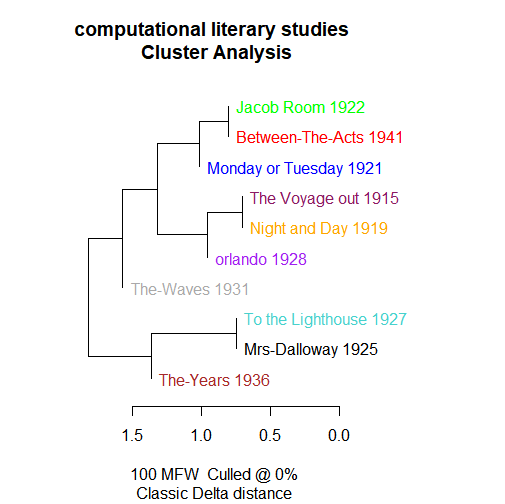 computational literary studies
Cluster Analysis
Jacob Room 1922
Between-The-Acts 1941
Monday or Tuesday 1921
The Voyage out 1915
Night and Day 1919
orlando 1928
The-Waves 1931
To the Lighthouse 1927
Mrs-Dalloway 1925
The-Years 1936
1.5 1.0 0.5 0.0
100 MFW Culled @ 0%
Classic Delta distance